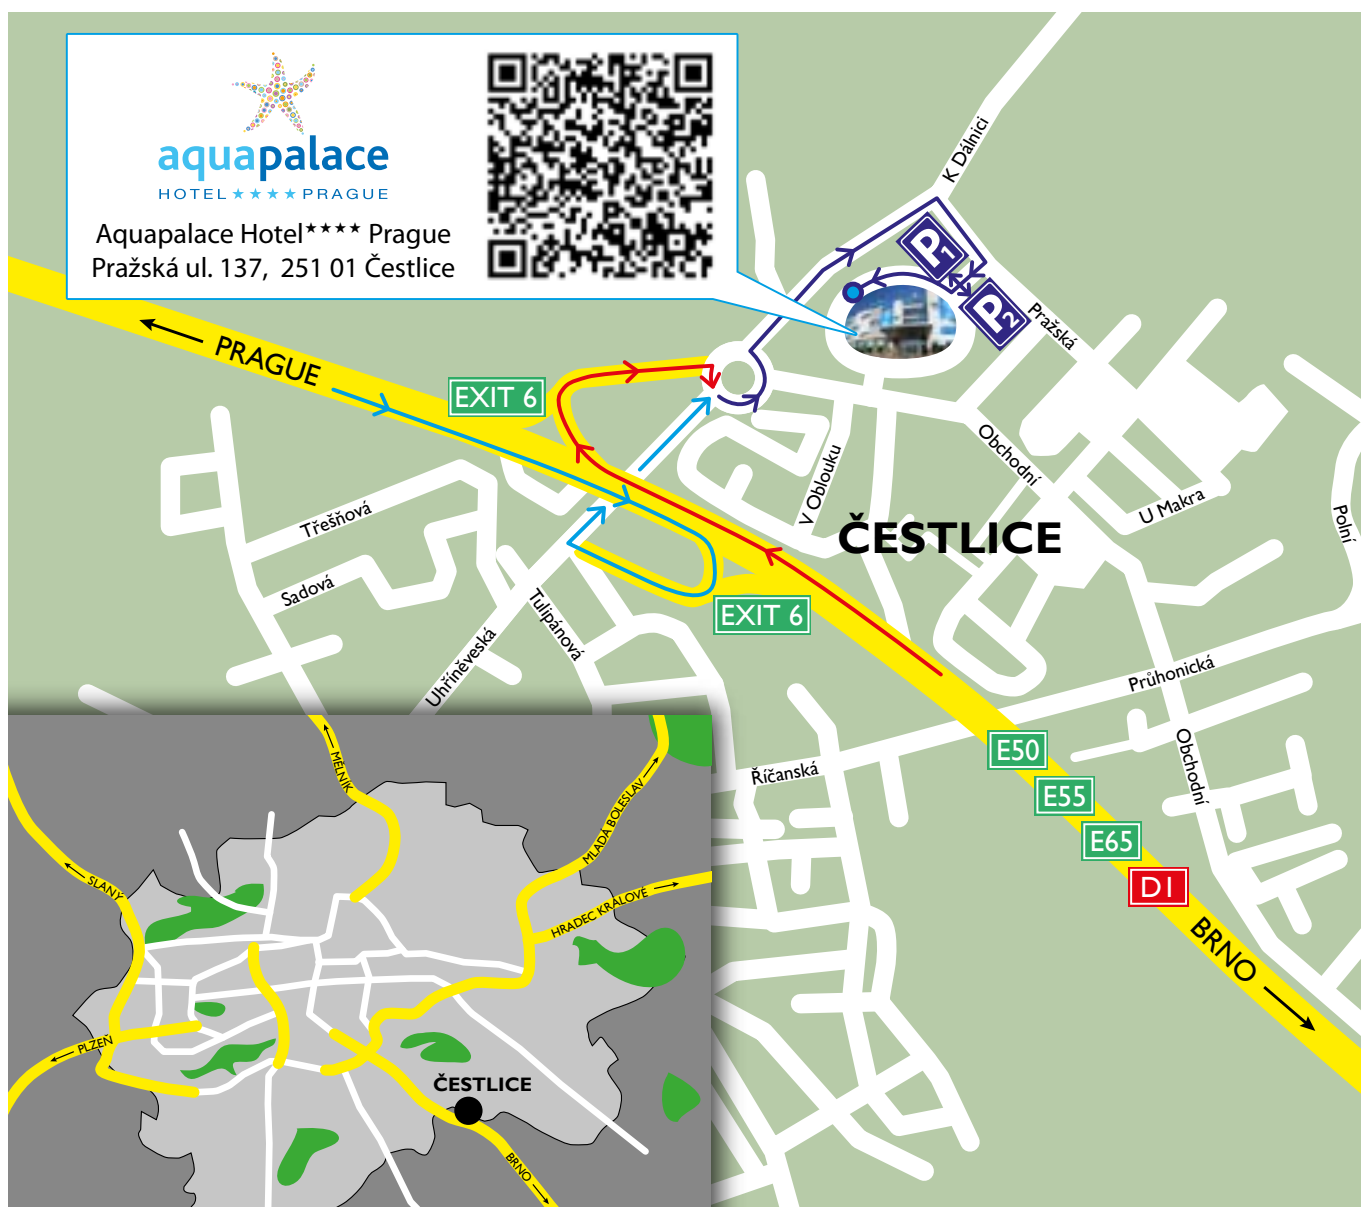 aquapalace
HOTEL ★★★★ PRAGUE
Aquapalace Hotel★★★★ Prague
Pražská ul. 137, 251 01 Čestlice
K Dálnici
P1
P2
Pražská
PRAGUE
EXIT 6
Obchodní
V Oblouku
U Makra
Polní
ČESTLICE
Třešňová
Sadová
Tulipánová
EXIT 6
Uhříněveská
Průhonická
Obchodní
Říčanská
E50
E55
E65
D1
BRNO
MĚLNÍK
MLADÁ BOLESLAV
SLANÝ
HRADEC KRÁLOVÉ
PLZEŇ
ČESTLICE
BRNO